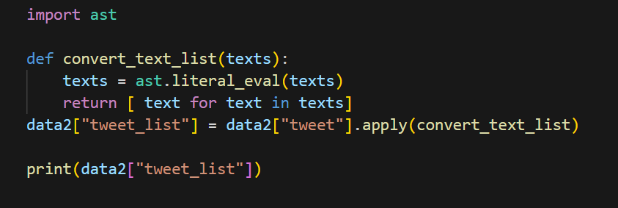 import ast
def convert_text_list(texts):
    texts = ast.literal_eval(texts)
    return [ text for text in texts]
data2["tweet_list"] = data2["tweet"].apply(convert_text_list)
print(data2["tweet_list"])